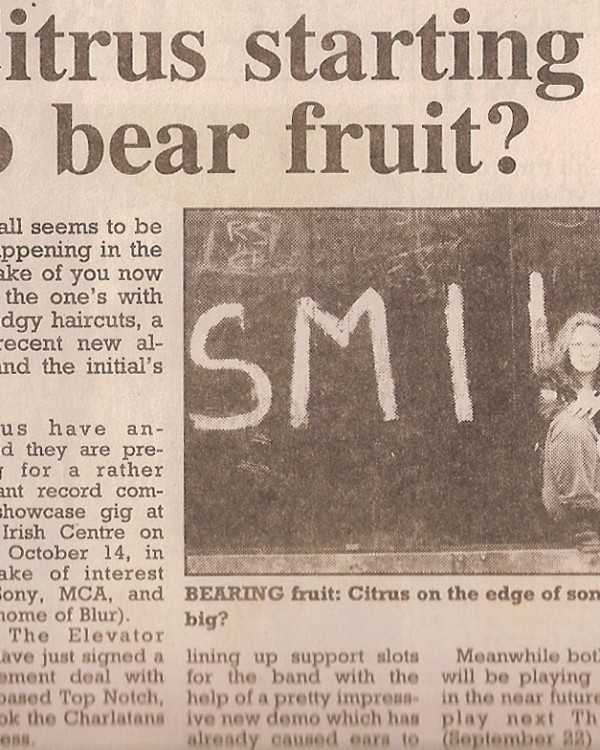 Citrus starting
o bear fruit?
all seems to be
appening in the
ake of you now
the one's with
dgy haircuts, a
recent new al-
and the initial's
us have an-
d they are pre-
g for a rather
ant record com-
showcase gig at
Irish Centre on
October 14, in
ake of interest
Sony, MCA, and
home of Blur).
The Elevator
have just signed a
ement deal with
based Top Notch,
ok the Charlatans
ess.
SMIL
BEARING fruit: Citrus on the edge of som
big?
lining up support slots
for the band with the
help of a pretty impress-
ive new demo which has
already caused ears to
Meanwhile both
will be playing
in the near future
play next Th
(September 22)